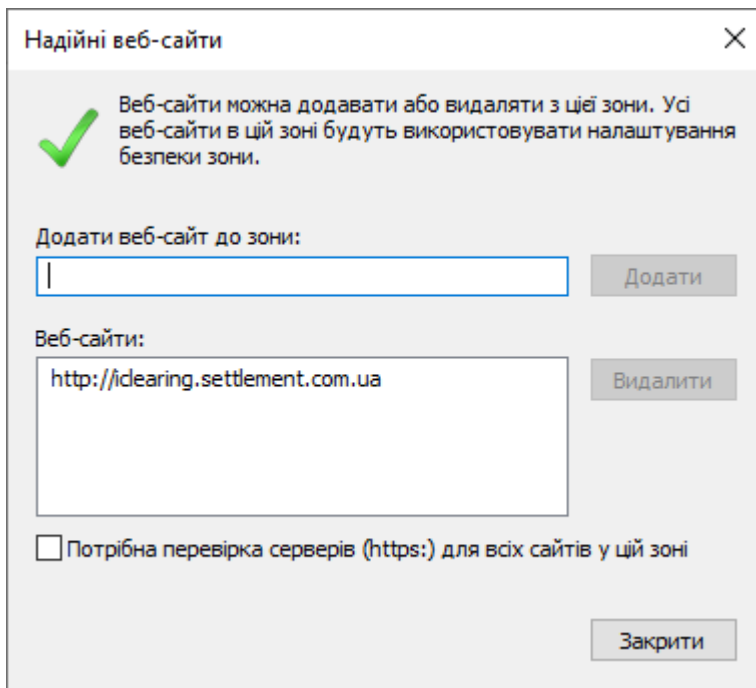 Надійні веб-сайти
Веб-сайти можна додавати або видаляти з цієї зони. Усі
веб-сайти в цій зоні будуть використовувати налаштування
безпеки зони.
Додати веб-сайт до зони:
Додати
Веб-сайти:
http://iclearing.settlement.com.ua
Видалити
Потрібна перевірка серверів (https:) для всіх сайтів у цій зоні
Закрити